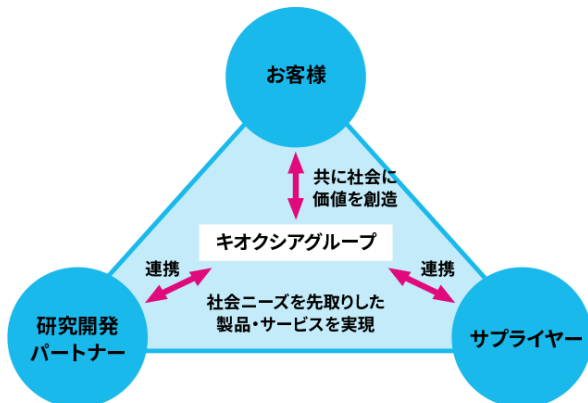 お客様
共に社会に
価値を創造
キオクシアグループ
連携
連携
社会ニーズを先取りした
製品・サービスを実現
研究開発
パートナー
サプライヤー